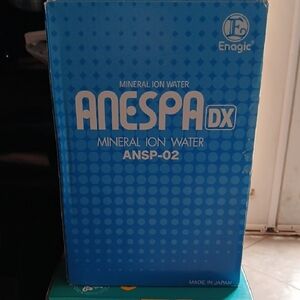 Enagic
MINERAL ION WATER
ANESPA DX
MINERAL ION WATER
ANSP-02
MADE IN JAPAN